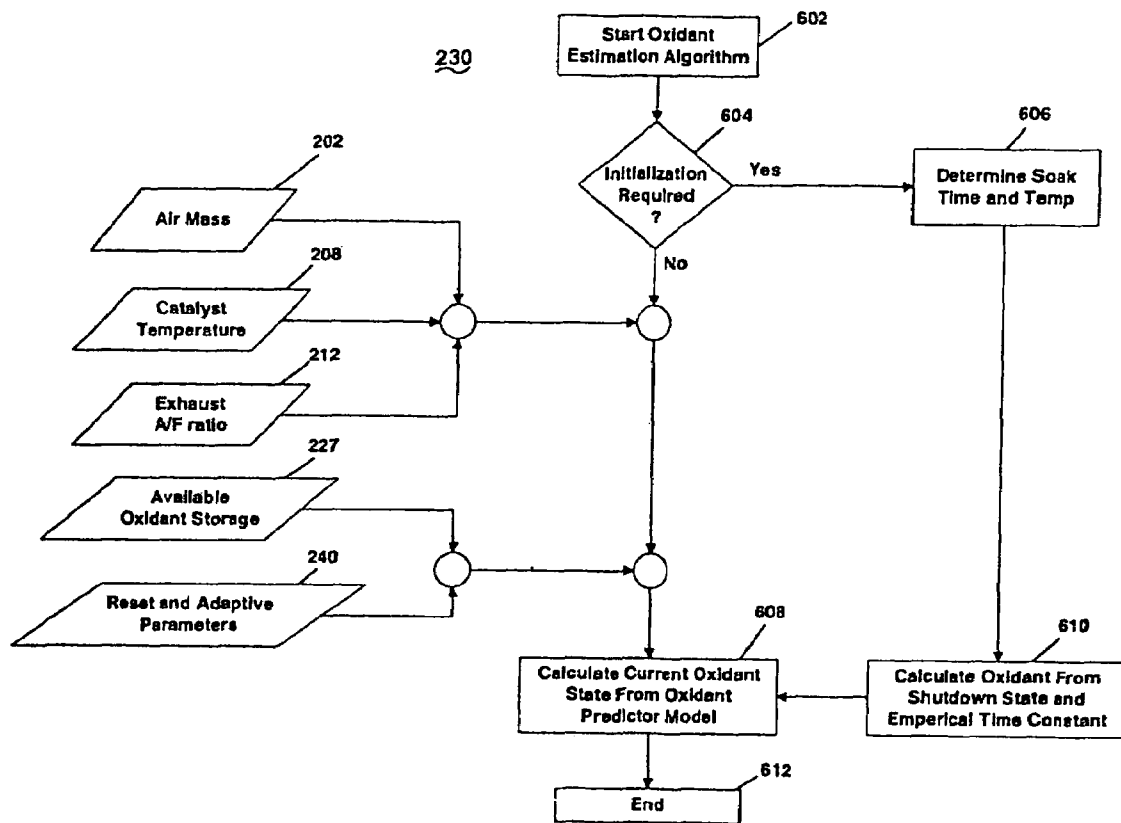 602
Start Oxidant
Estimation Algorithm
230
604
Initialization
Required
?
Yes
No
606
Determine Soak
Time and Temp
202
Air Mass
208
Catalyst
Temperature
212
Exhaust
A/F ratio
227
Available
Oxidant Storage
240
Reset and Adaptive
Parameters
608
Calculate Current Oxidant
State From Oxidant
Predictor Model
610
Calculate Oxidant From
Shutdown State and
Emperical Time Constant
612
End